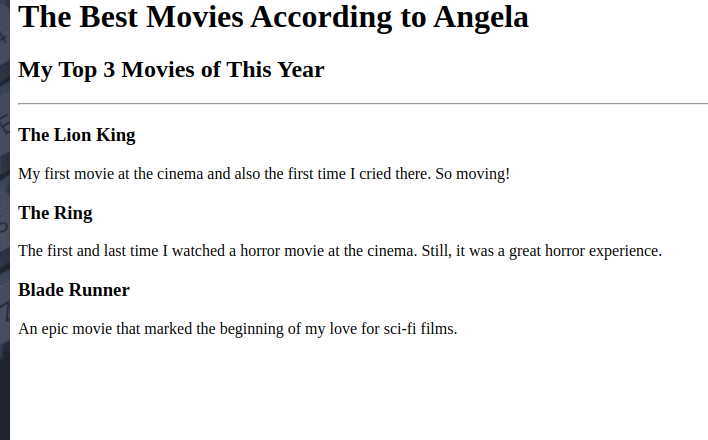 The Best Movies According to Angela
My Top 3 Movies of This Year
The Lion King
My first movie at the cinema and also the first time I cried there. So moving!
The Ring
The first and last time I watched a horror movie at the cinema. Still, it was a great horror experience.
Blade Runner
An epic movie that marked the beginning of my love for sci-fi films.